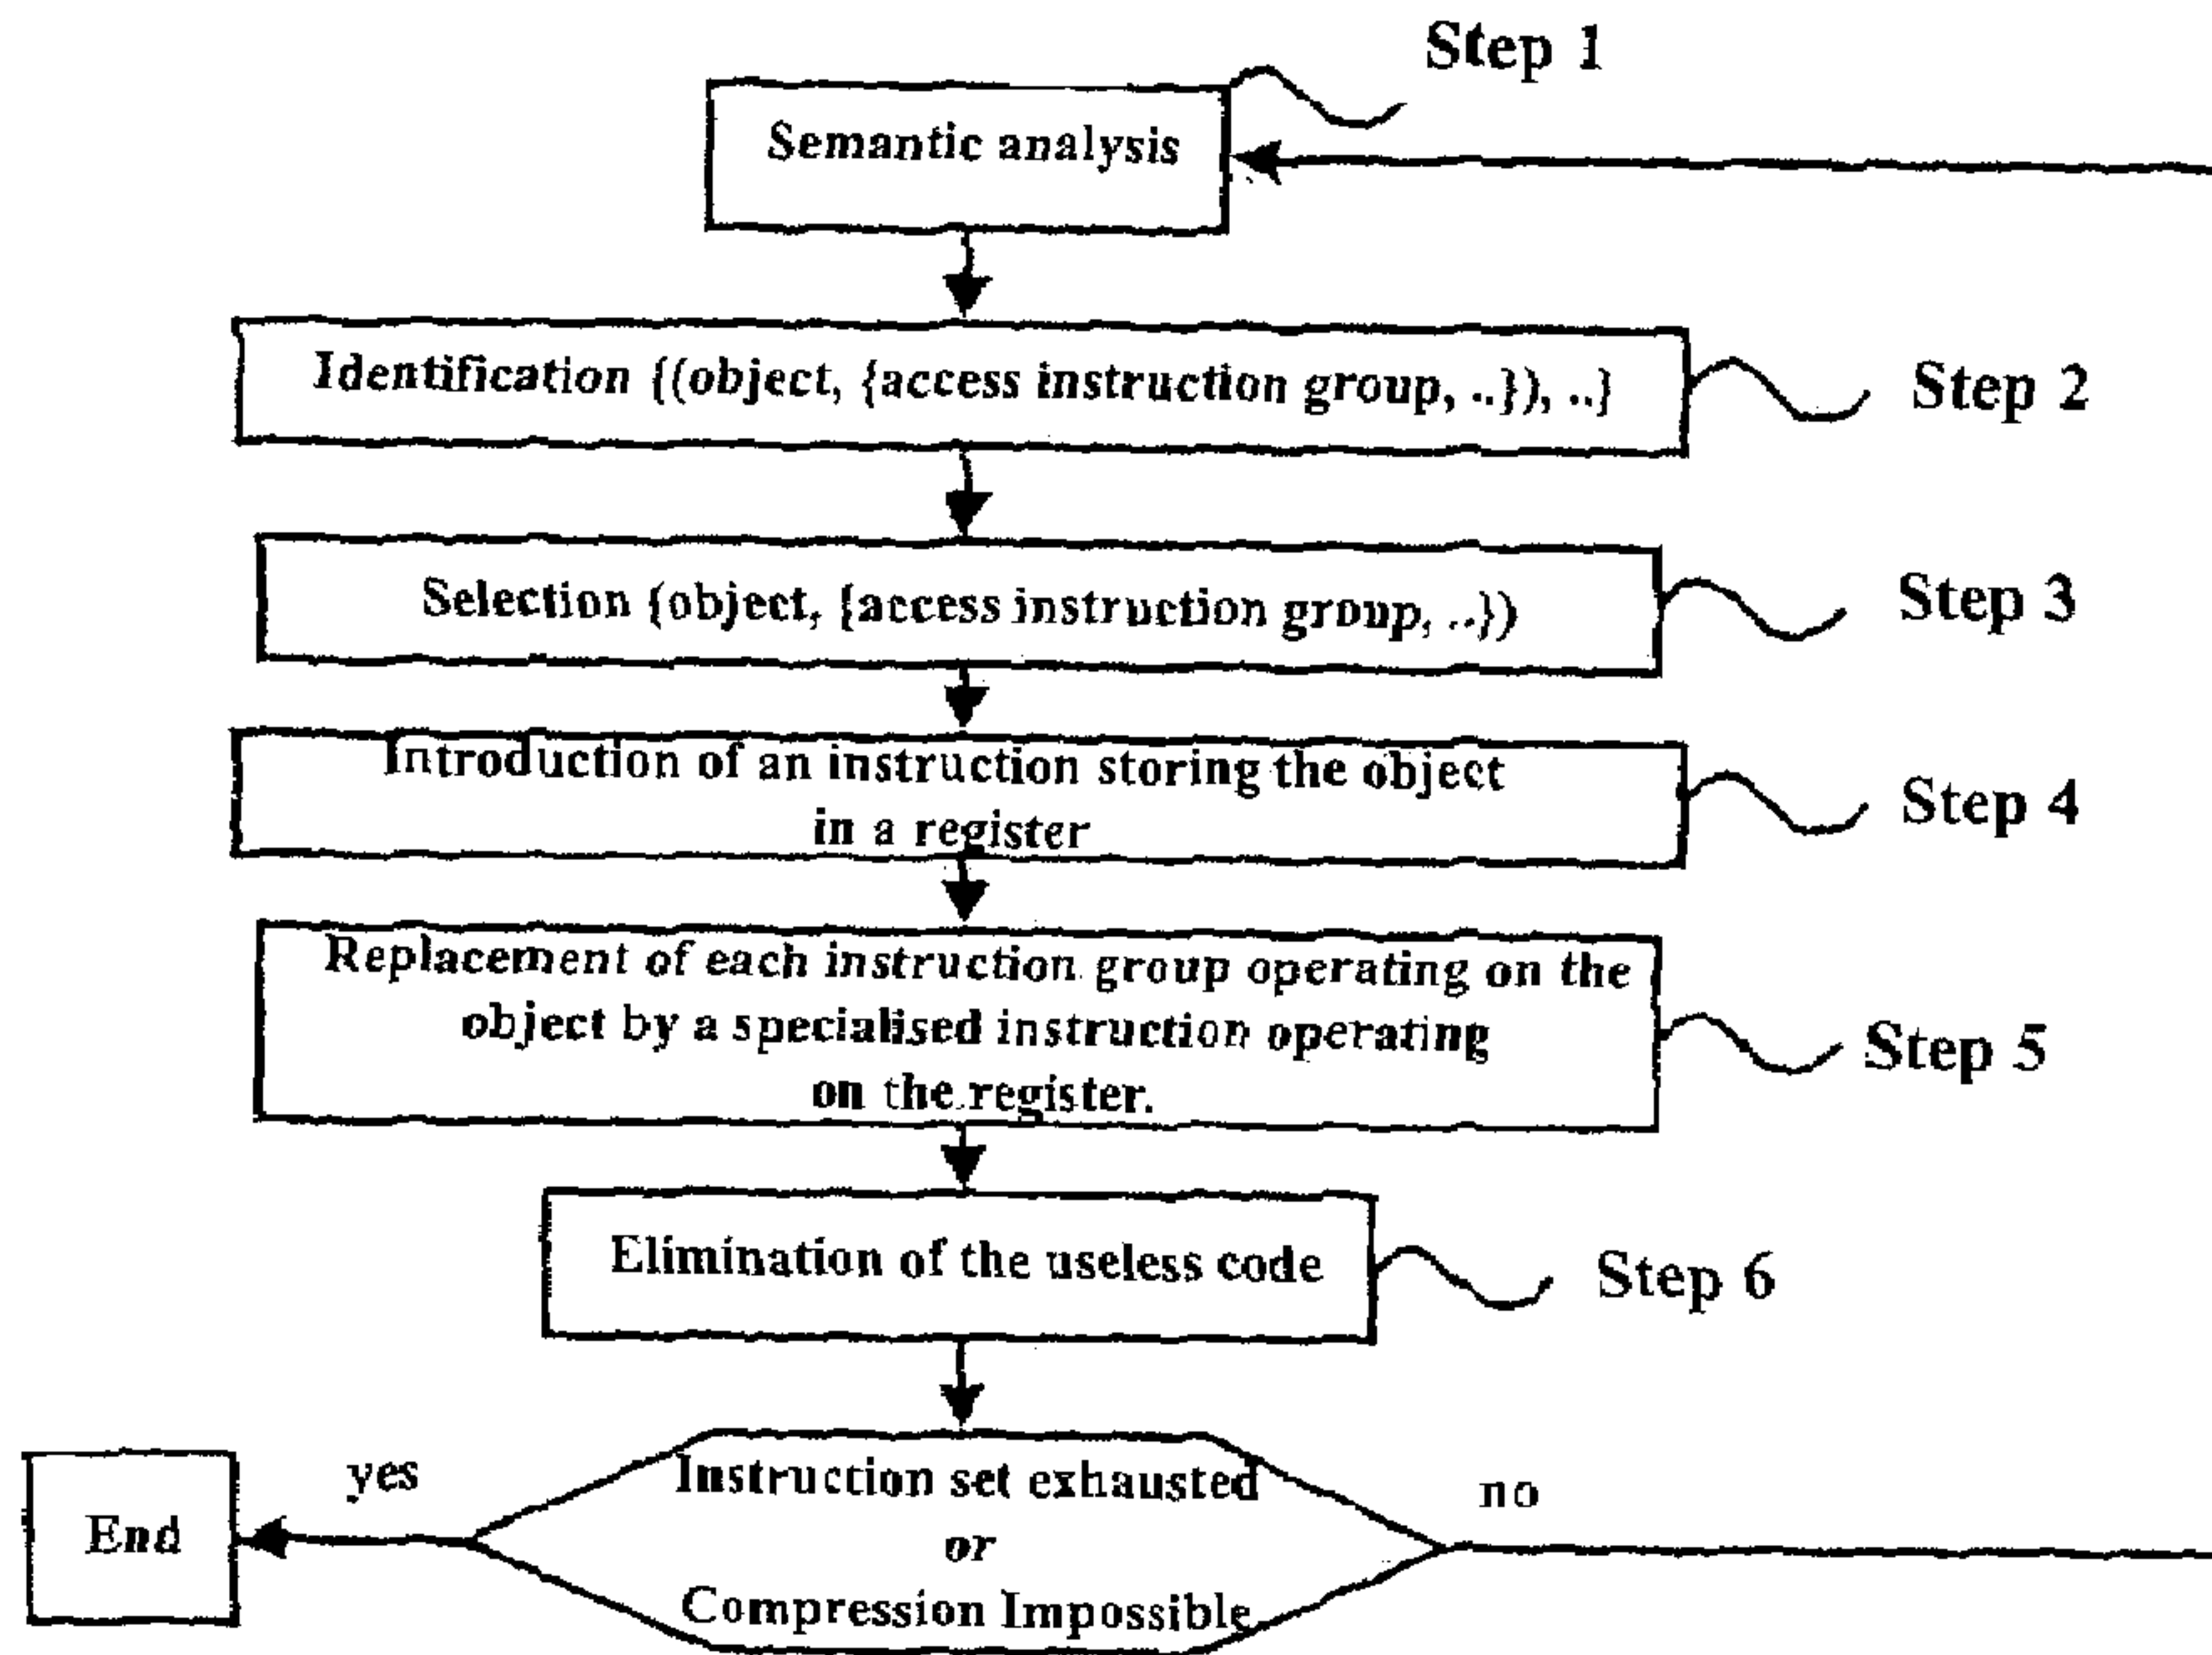 Step 1
Semantic analysis
Identification {(object, {access instruction group, ..}), ..}
Step 2
Selection (object, {access instruction group, ..})
Step 3
Introduction of an instruction storing the object
in a register
Step 4
Replacement of each instruction group operating on the
object by a specialised instruction operating
on the register.
Step 5
Elimination of the useless code
Step 6
Instruction set exhausted
or
Compression Impossible
yes
no
End